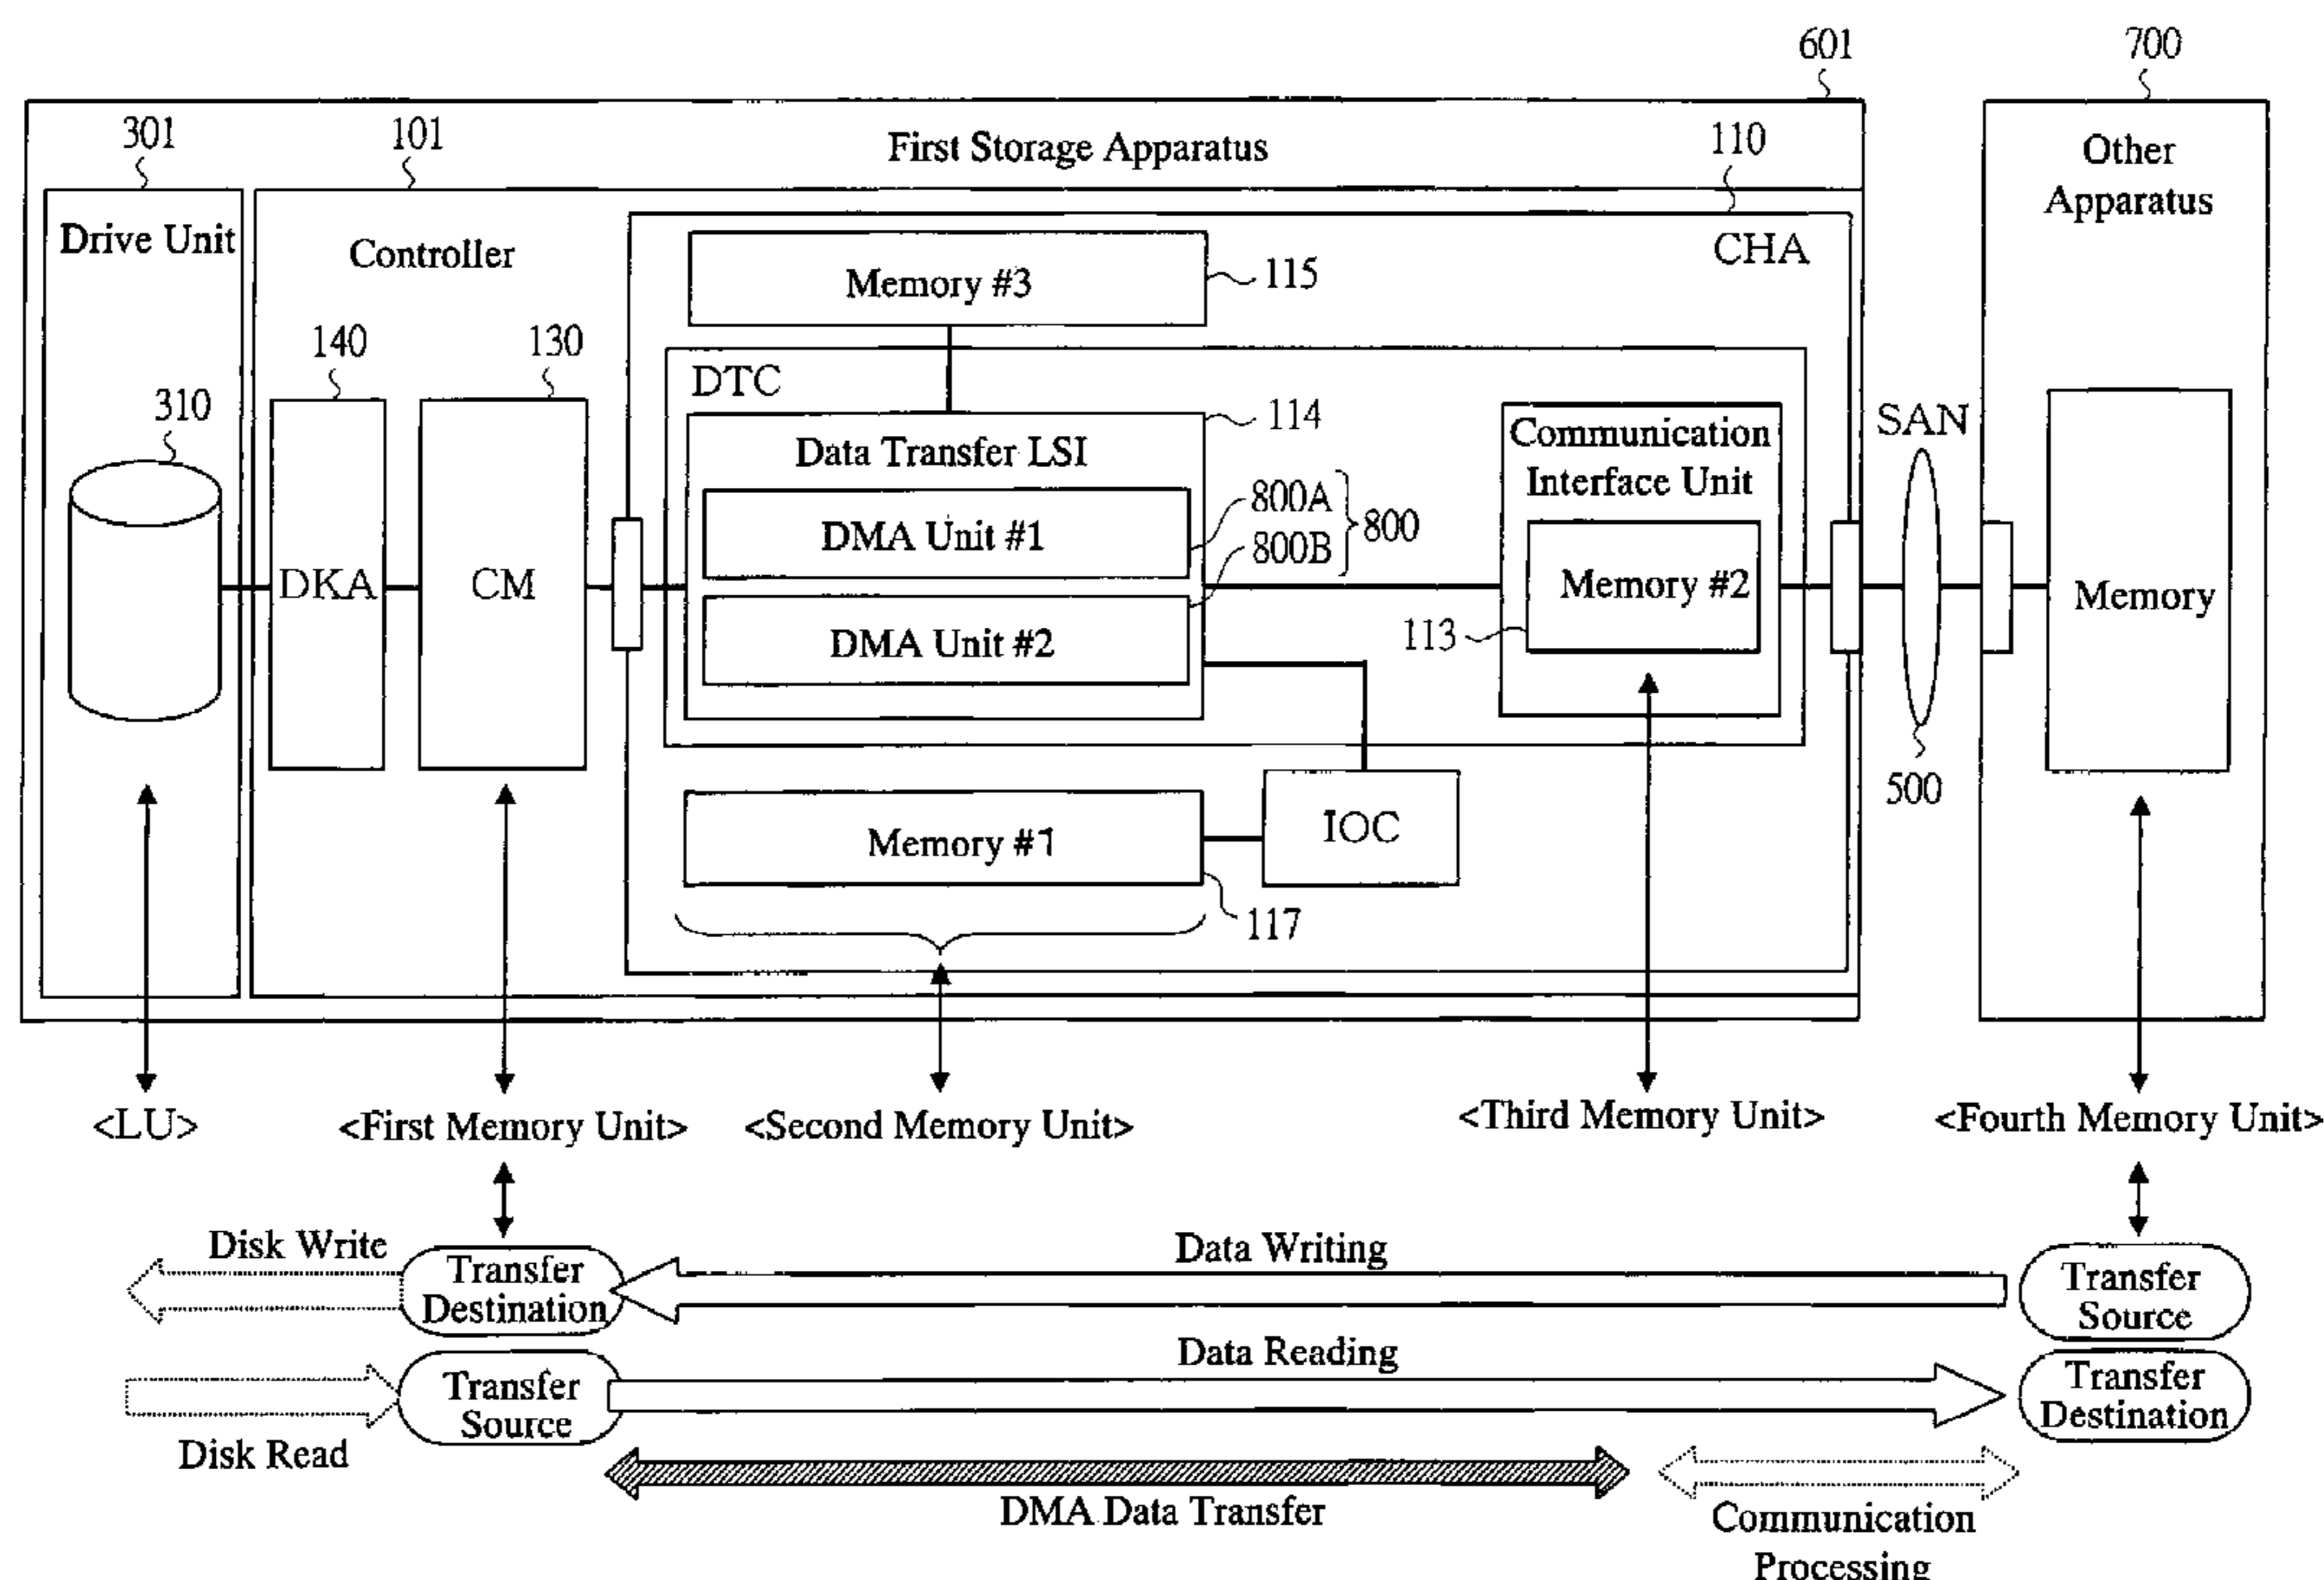 601
700
301
101
First Storage Apparatus
110
Other
Apparatus
Drive Unit
Controller
CHA
Memory #3
115
140
130
DTC
310
114
SAN
Data Transfer LSI
Communication
Interface Unit
800A
800
DMA Unit #1
800B
DKA
CM
Memory #2
Memory
DMA Unit #2
113
500
Memory #1
IOC
117
<LU>
<First Memory Unit>
<Second Memory Unit>
<Third Memory Unit>
<Fourth Memory Unit>
Disk Write
Transfer
Destination
Data Writing
Transfer
Source
Disk Read
Transfer
Source
Data Reading
Transfer
Destination
DMA Data Transfer
Communication
Processing